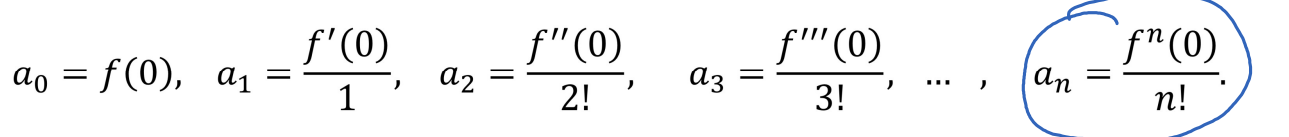 a₀ = f(0), a₁ = f′(0)/1, a₂ = f″(0)/2!, a₃ = f‴(0)/3!, … , aₙ = fⁿ(0)/n!.